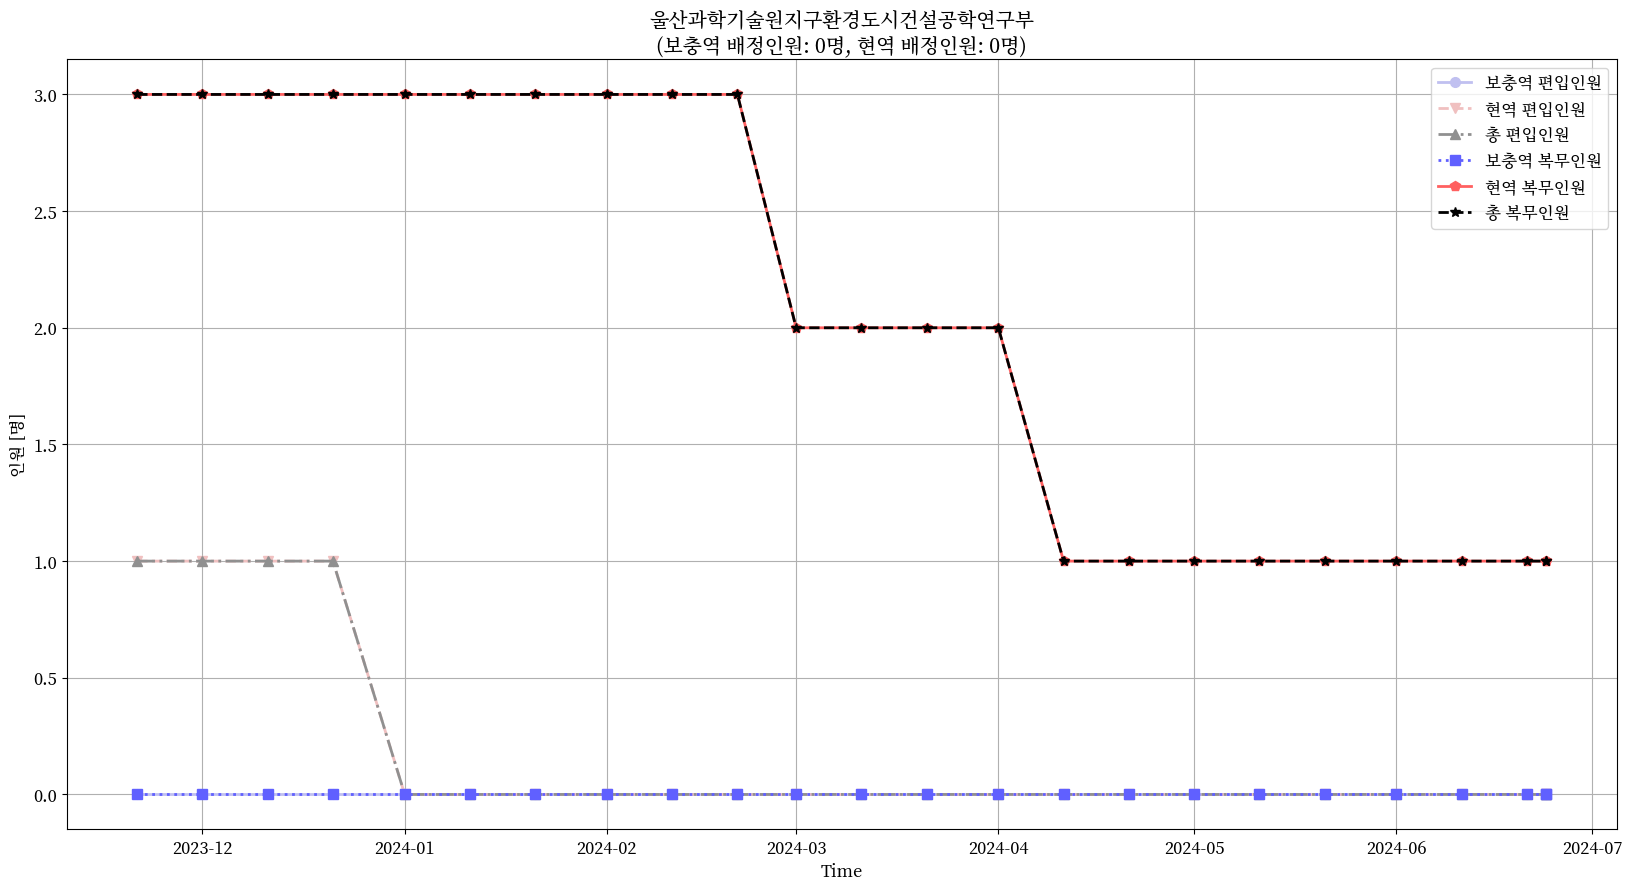 울산과학기술원지구환경도시건설공학연구부
(보충역 배정인원: 0명, 현역 배정인원: 0명)
보충역 편입인원
현역 편입인원
총 편입인원
보충역 복무인원
현역 복무인원
총 복무인원
인원 [명]
3.0
2.5
2.0
1.5
1.0
0.5
0.0
2023-12
2024-01
2024-02
2024-03
2024-04
2024-05
2024-06
2024-07
Time